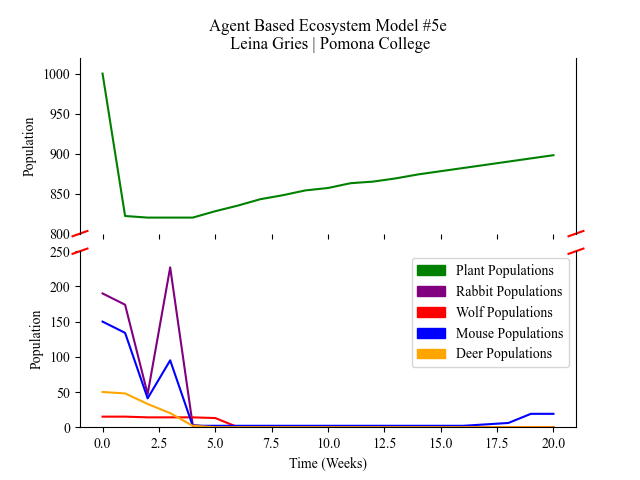 Agent Based Ecosystem Model #5e
Leina Gries | Pomona College
1000
950
900
850
800
Population
250
200
150
100
50
0
Population
Plant Populations
Rabbit Populations
Wolf Populations
Mouse Populations
Deer Populations
0.0 2.5 5.0 7.5 10.0 12.5 15.0 17.5 20.0
Time (Weeks)